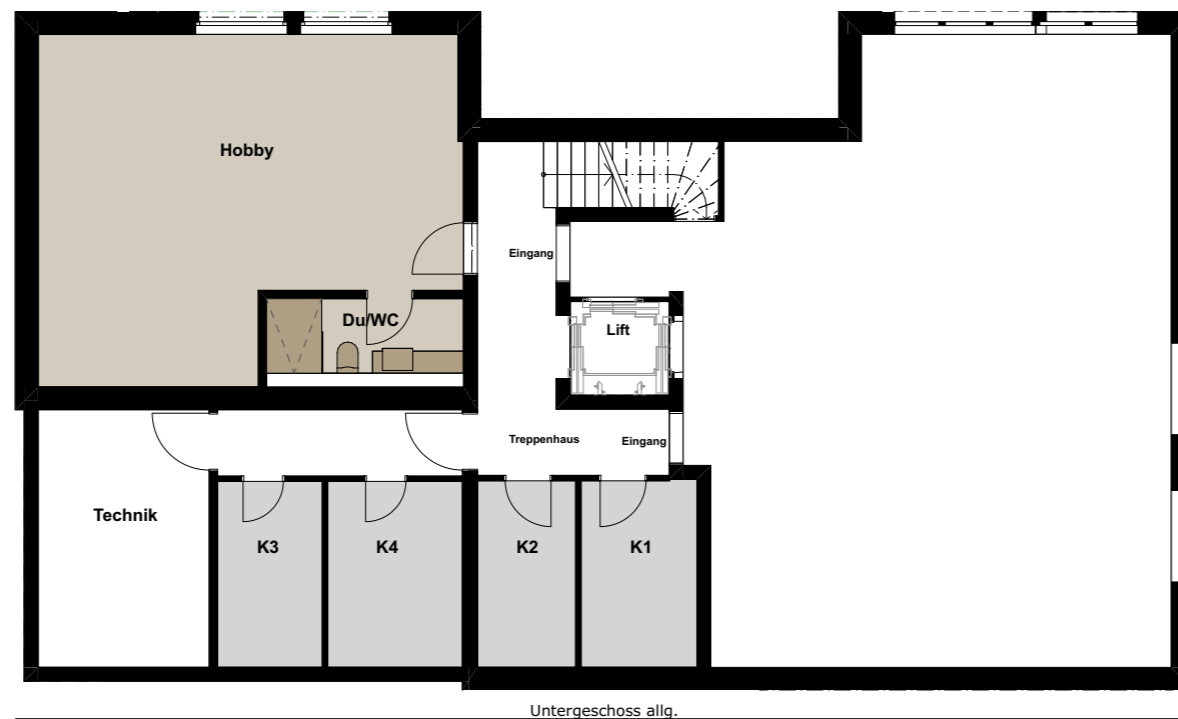 Hobby
Eingang
Du/WC
Lift
Treppenhaus
Eingang
Technik
K3
K4
K2
K1
Untergeschoss allg.